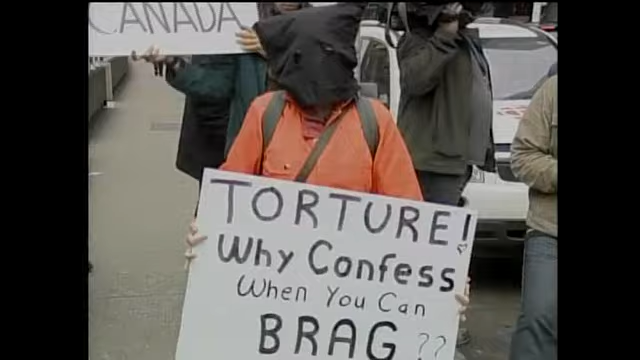 CANADA
TORTURE!
Why Confess
When You Can
BRAG??